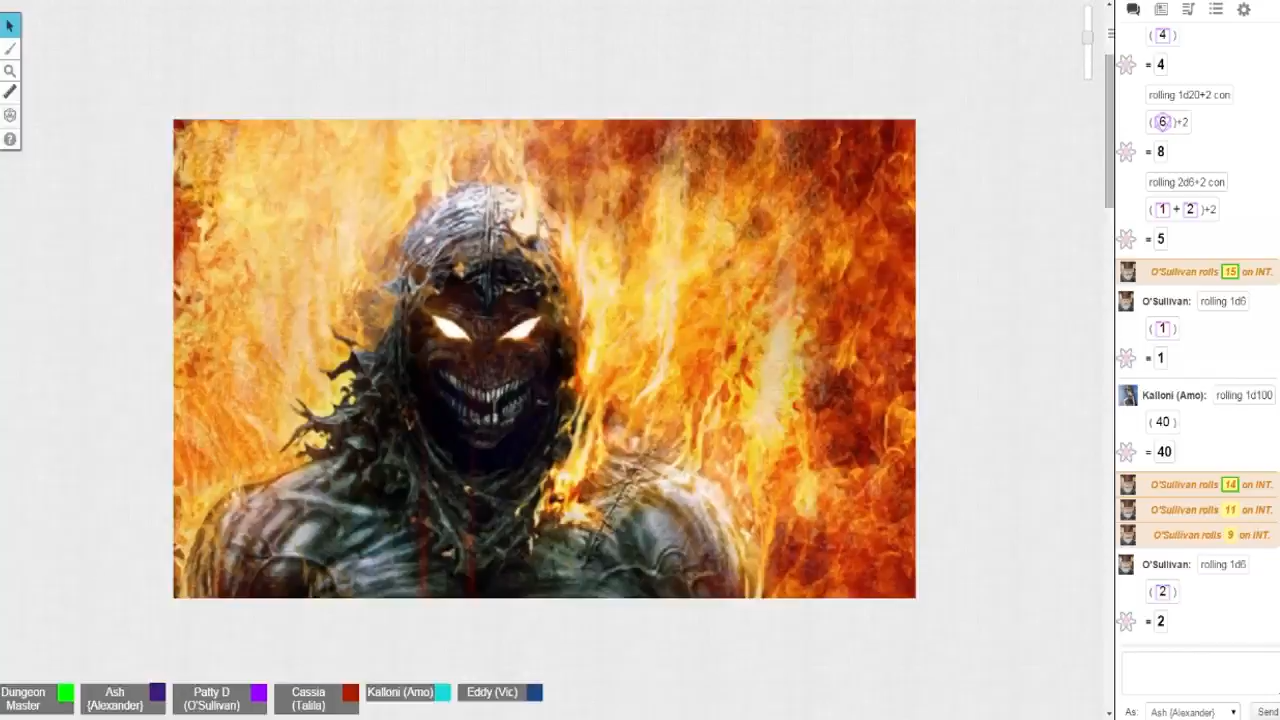 ( 4 )
= 4
rolling 1d20+2 con
( 6 )+2
= 8
rolling 2d6+2 con
( 1 + 2 )+2
= 5
O'Sullivan rolls 15 on INT.
O'Sullivan: rolling 1d6
( 1 )
= 1
Kalloni (Amo): rolling 1d100
( 40 )
= 40
O'Sullivan rolls 14 on INT.
O'Sullivan rolls 11 on INT.
O'Sullivan rolls 9 on INT.
O'Sullivan: rolling 1d6
( 2 )
= 2
As: Ash {Alexander} Send
Dungeon
Master
Ash
{Alexander}
Patty D
(O'Sullivan)
Cassia
(Talila)
Kalloni (Amo)
Eddy (Vic)